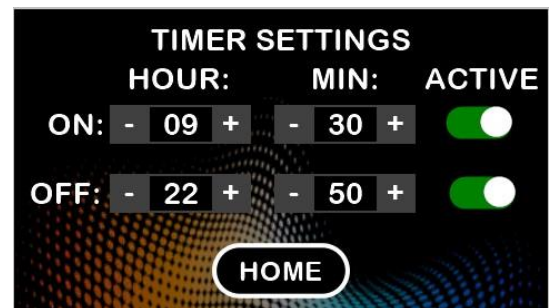 TIMER SETTINGS
HOUR: MIN: ACTIVE
ON: - 09 + - 30 +
OFF: - 22 + - 50 +
HOME